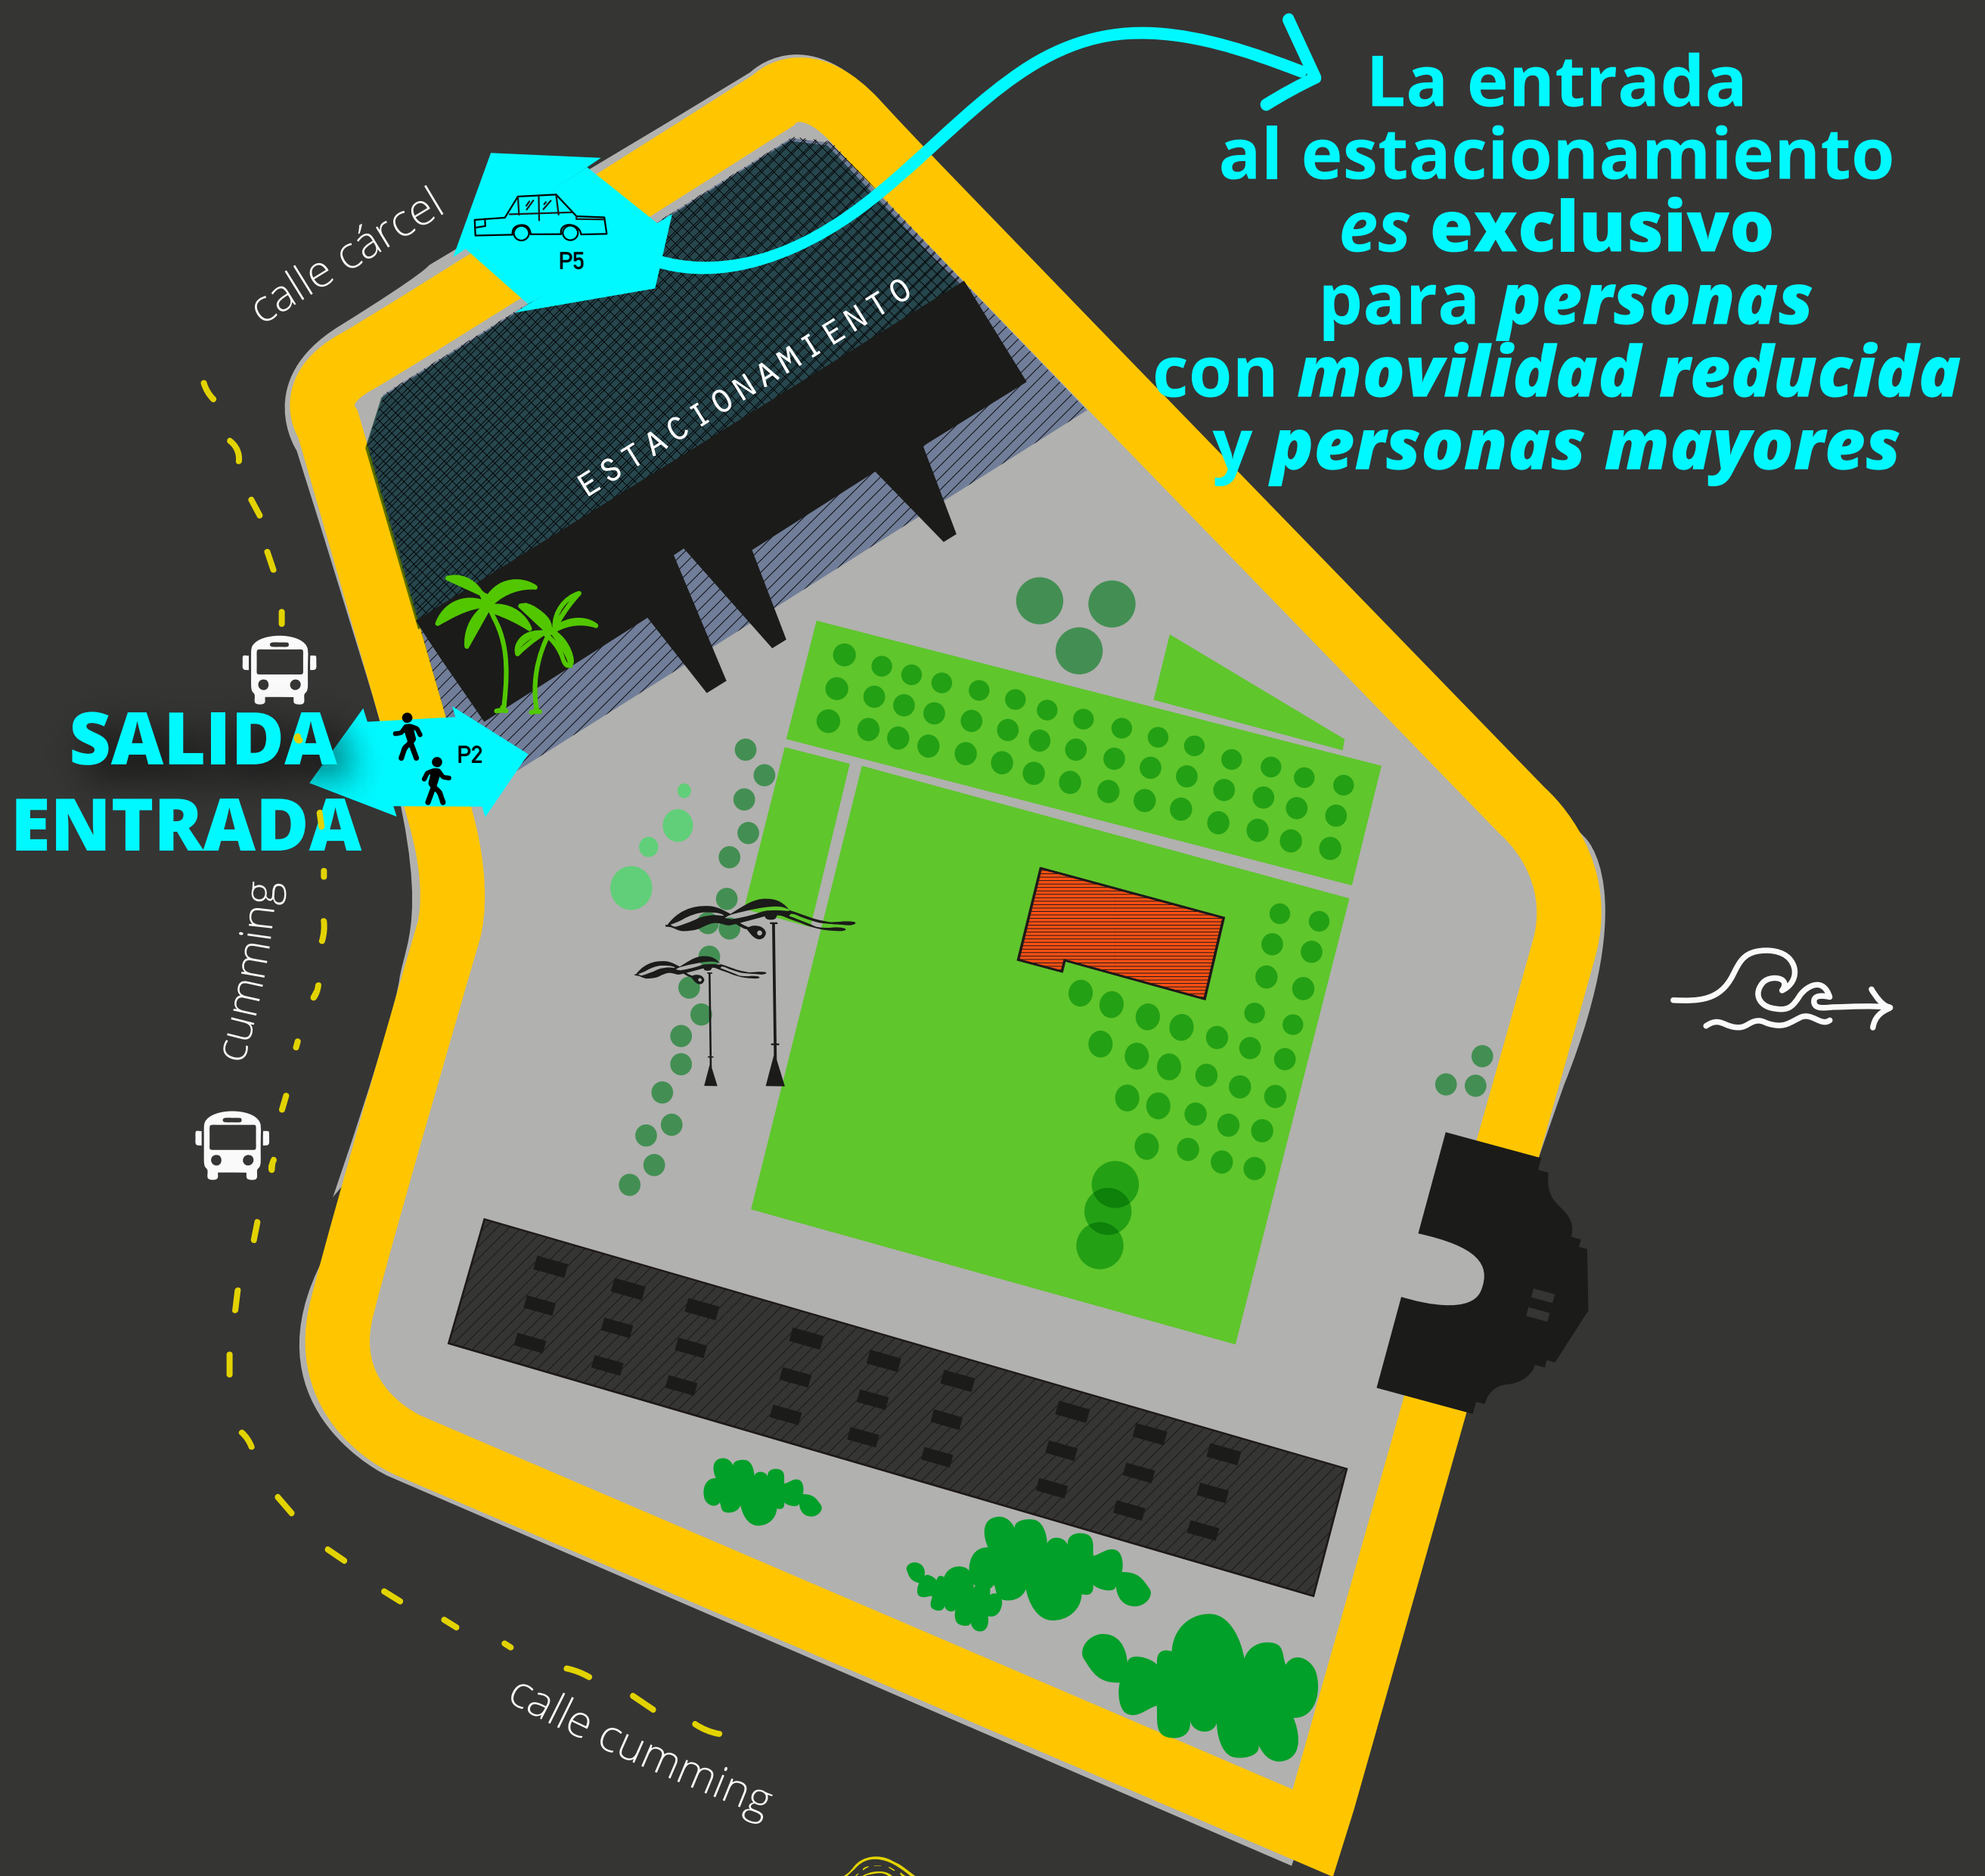 La entrada
al estacionamiento
es exclusivo
para personas
con movilidad reducida
y personas mayores
calle cárcel
P5
ESTACIONAMIENTO
SALIDA
P2
ENTRADA
cumming
calle cumming